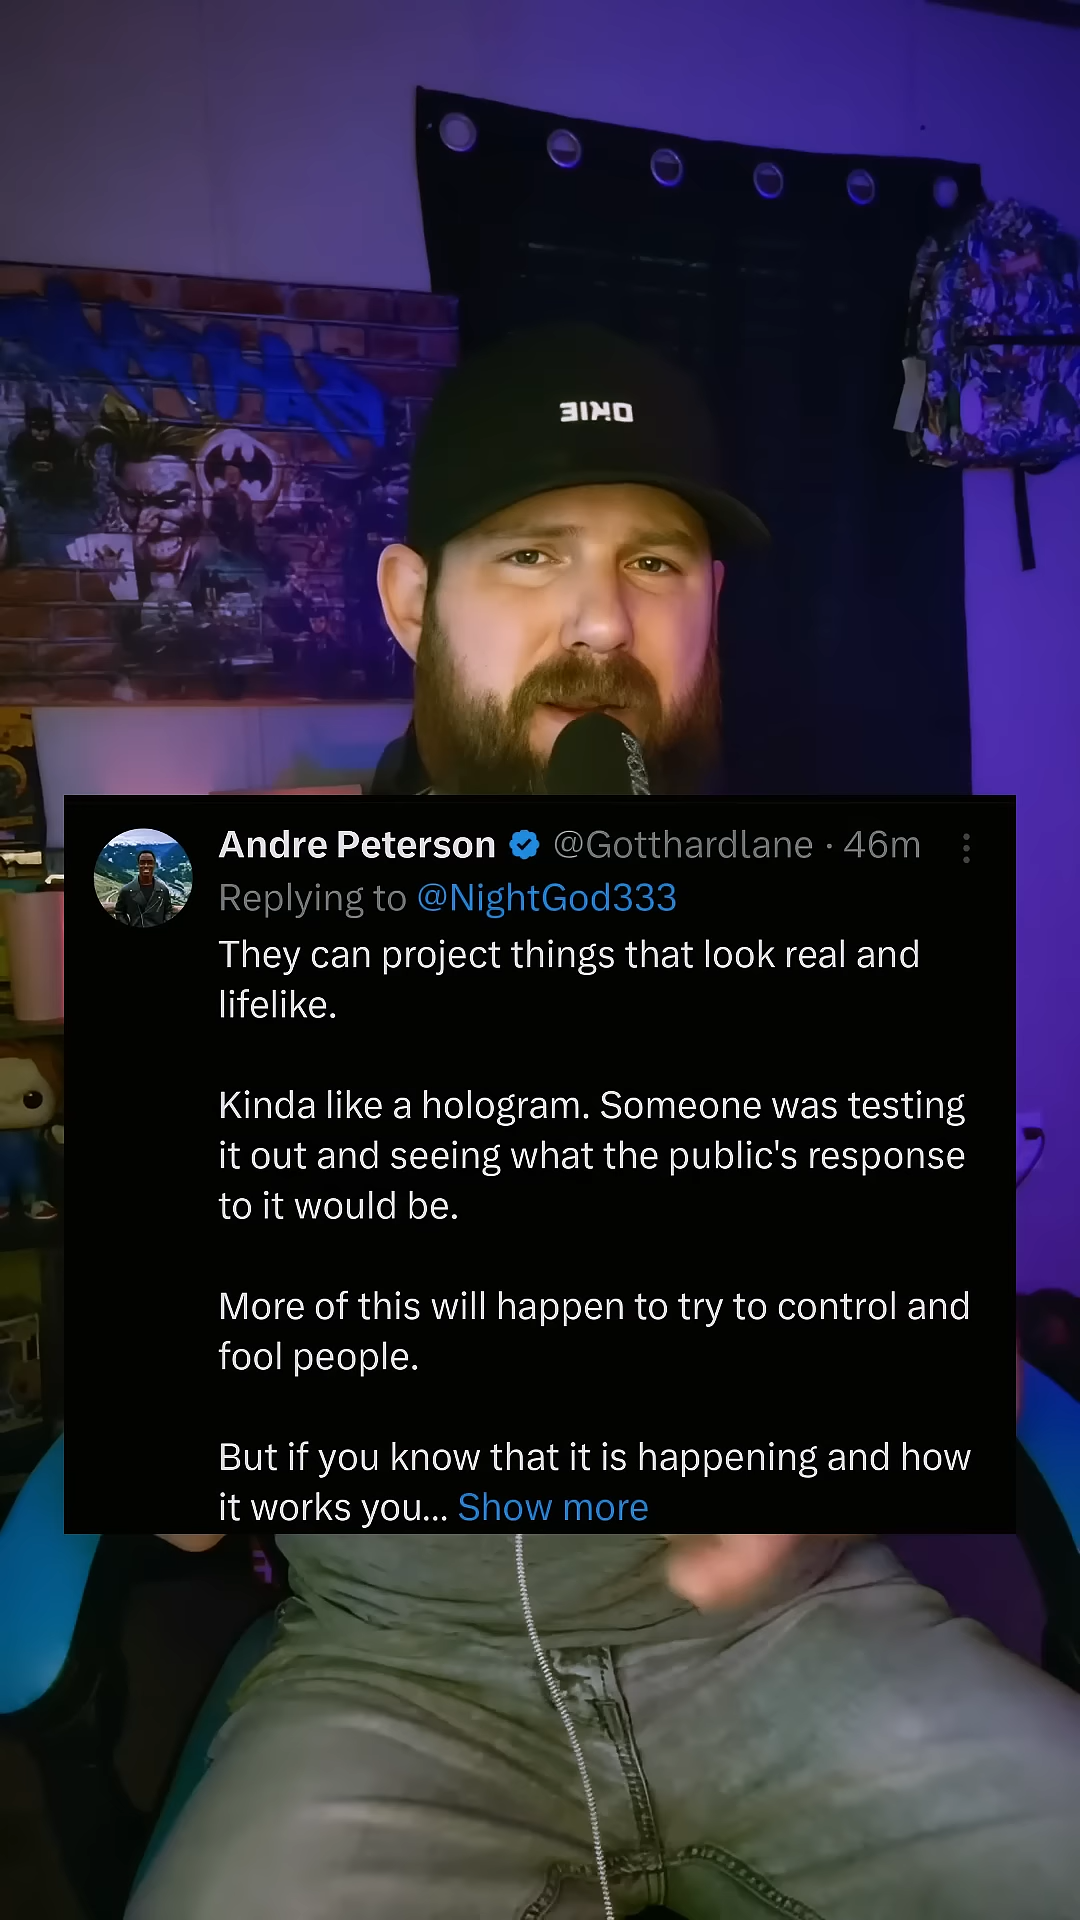 OKIE
Andre Peterson @Gotthardlane · 46m
Replying to @NightGod333
They can project things that look real and
lifelike.
Kinda like a hologram. Someone was testing
it out and seeing what the public's response
to it would be.
More of this will happen to try to control and
fool people.
But if you know that it is happening and how
it works you... Show more